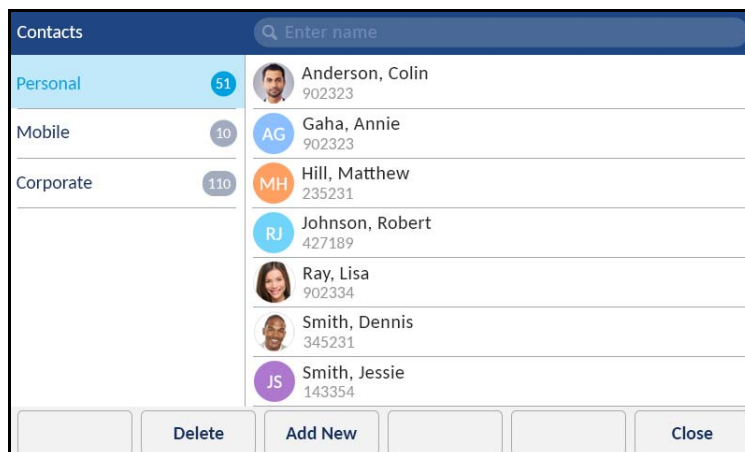 Contacts
Enter name
Personal
51
Mobile
10
Corporate
110
Anderson, Colin
902323
AG
Gaha, Annie
902323
MH
Hill, Matthew
235231
RJ
Johnson, Robert
427189
Ray, Lisa
902334
Smith, Dennis
345231
JS
Smith, Jessie
143354
Delete
Add New
Close